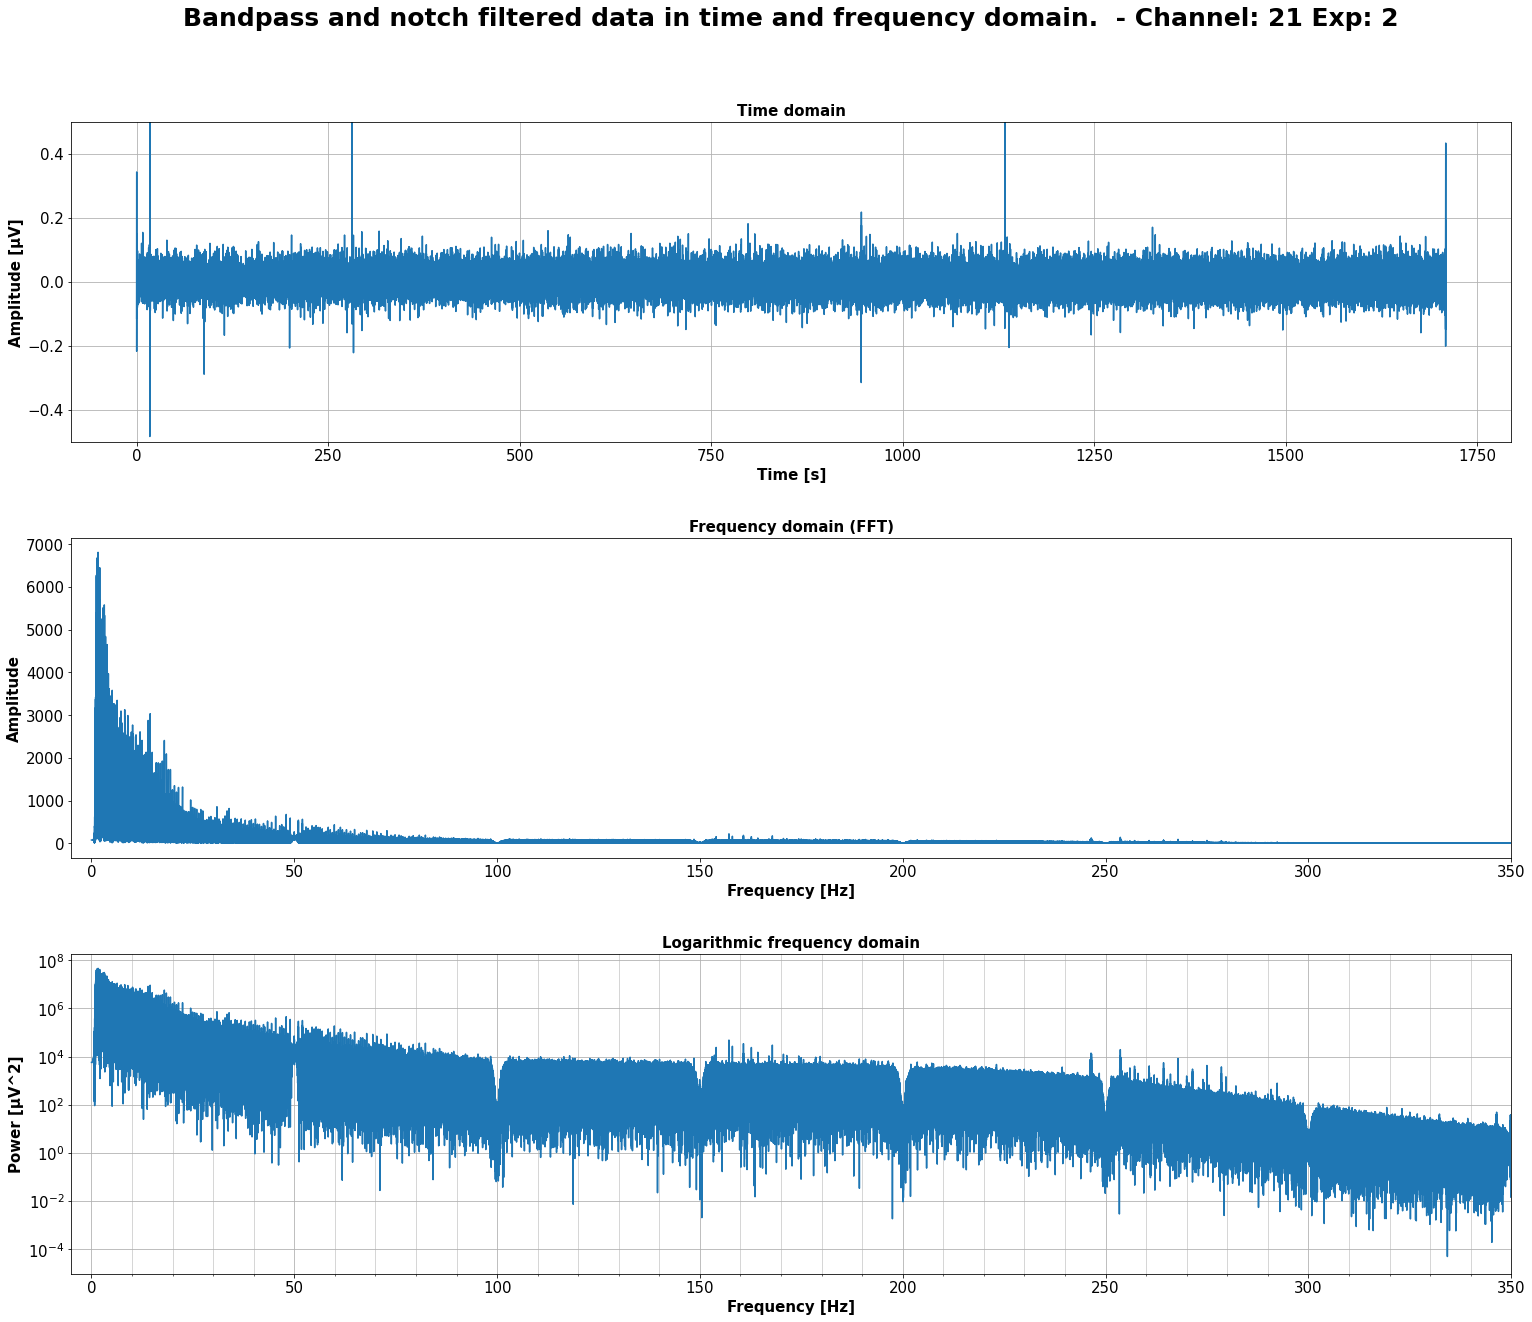 Bandpass and notch filtered data in time and frequency domain.  - Channel: 21 Exp: 2
Time domain
Amplitude [µV]
0.4
0.2
0.0
−0.2
−0.4
0 250 500 750 1000 1250 1500 1750
Time [s]
Frequency domain (FFT)
Amplitude
7000
6000
5000
4000
3000
2000
1000
0
0 50 100 150 200 250 300 350
Frequency [Hz]
Logarithmic frequency domain
Power [µV^2]
10^8
10^6
10^4
10^2
10^0
10^−2
10^−4
0 50 100 150 200 250 300 350
Frequency [Hz]